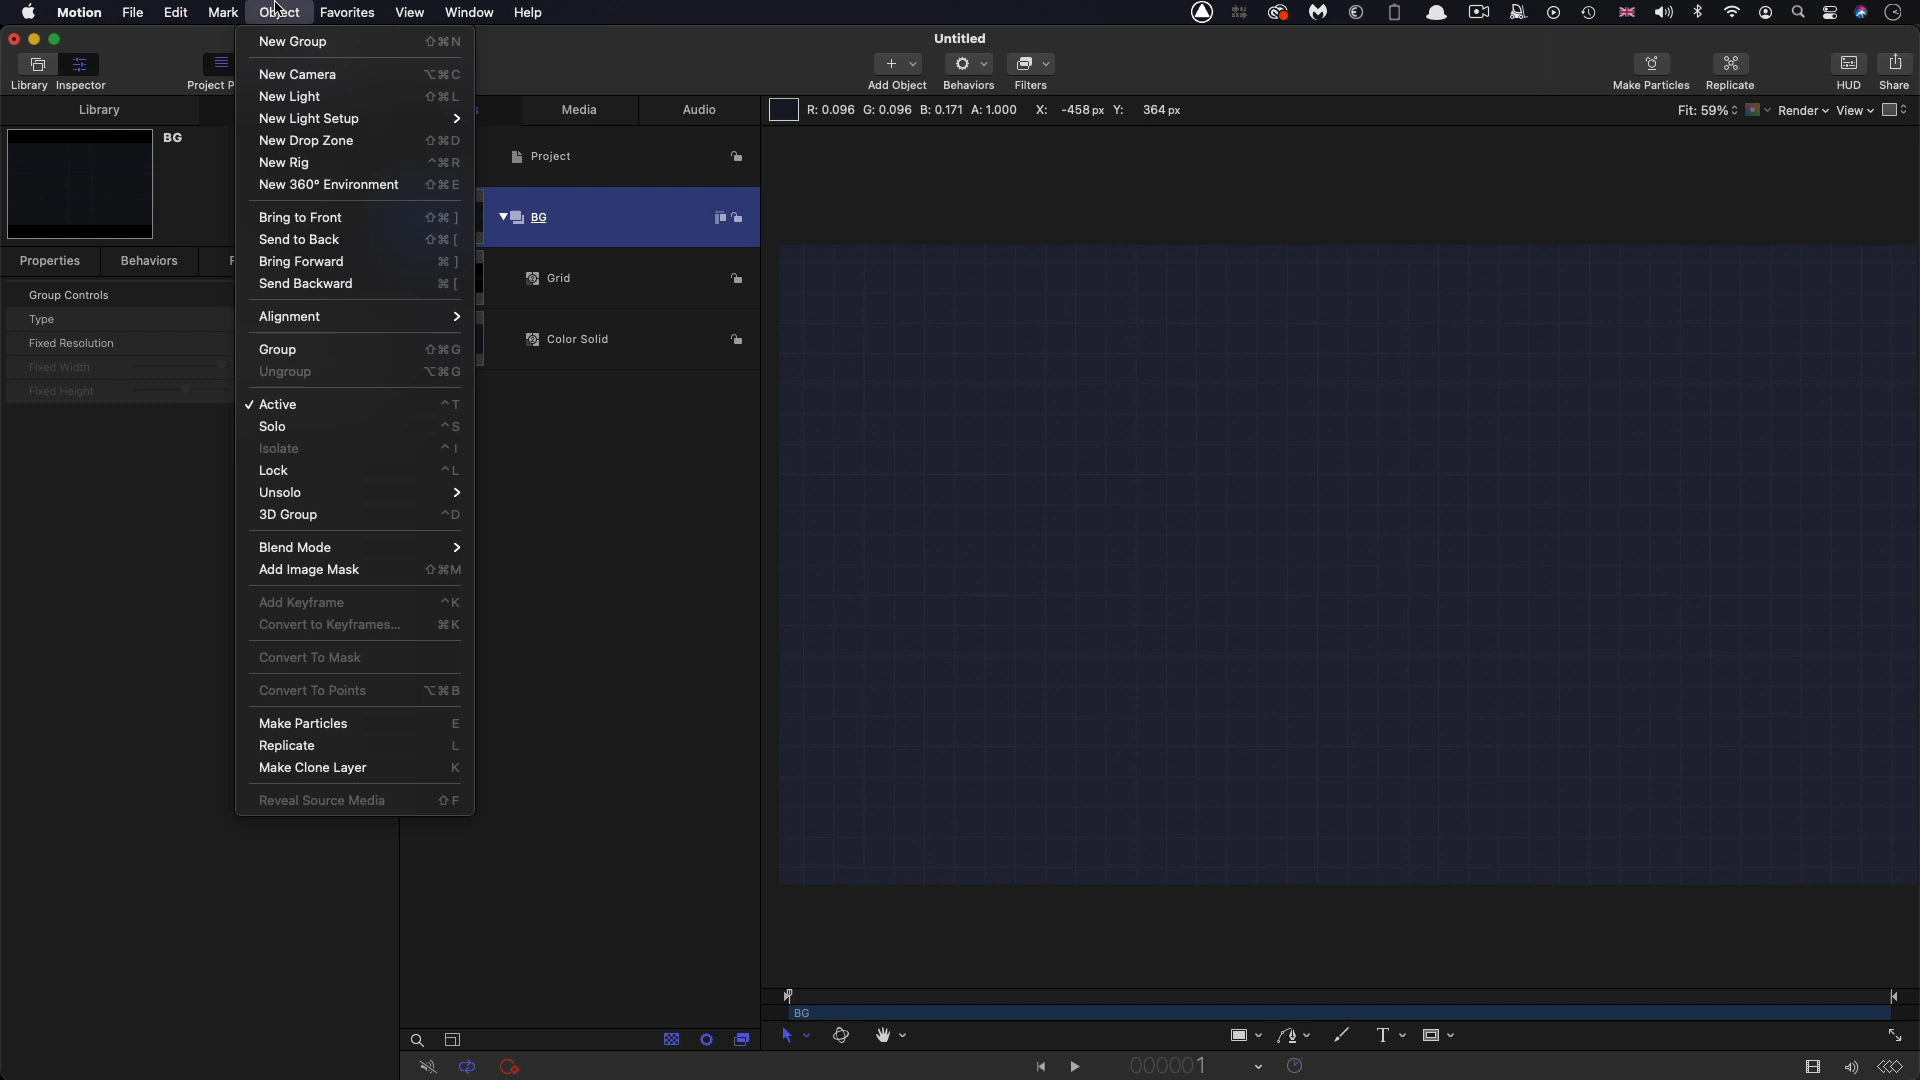 Motion File Edit Mark Object Favorites View Window Help
Untitled
Library Inspector Project P Add Object Behaviors Filters Make Particles Replicate HUD Share
Library Media Audio R: 0.096 G: 0.096 B: 0.171 A: 1.000 X: -458 px Y: 364 px Fit: 59% Render View
BG
Properties Behaviors F
Group Controls
Type
Fixed Resolution
Fixed Width
Fixed Height
New Group ⇧⌘N
New Camera ⌥⌘C
New Light ⇧⌘L
New Light Setup
New Drop Zone ⇧⌘D
New Rig ^⌘R
New 360° Environment ⇧⌘E
Bring to Front ⇧⌘]
Send to Back ⇧⌘[
Bring Forward ⌘]
Send Backward ⌘[
Alignment
Group ⇧⌘G
Ungroup ⌥⌘G
✓ Active ^T
Solo ^S
Isolate ^I
Lock ^L
Unsolo
3D Group ^D
Blend Mode
Add Image Mask ⇧⌘M
Add Keyframe ^K
Convert to Keyframes... ⌘K
Convert To Mask
Convert To Points ⌥⌘B
Make Particles E
Replicate L
Make Clone Layer K
Reveal Source Media ⇧F
Project
BG
Grid
Color Solid
BG
T
0000001